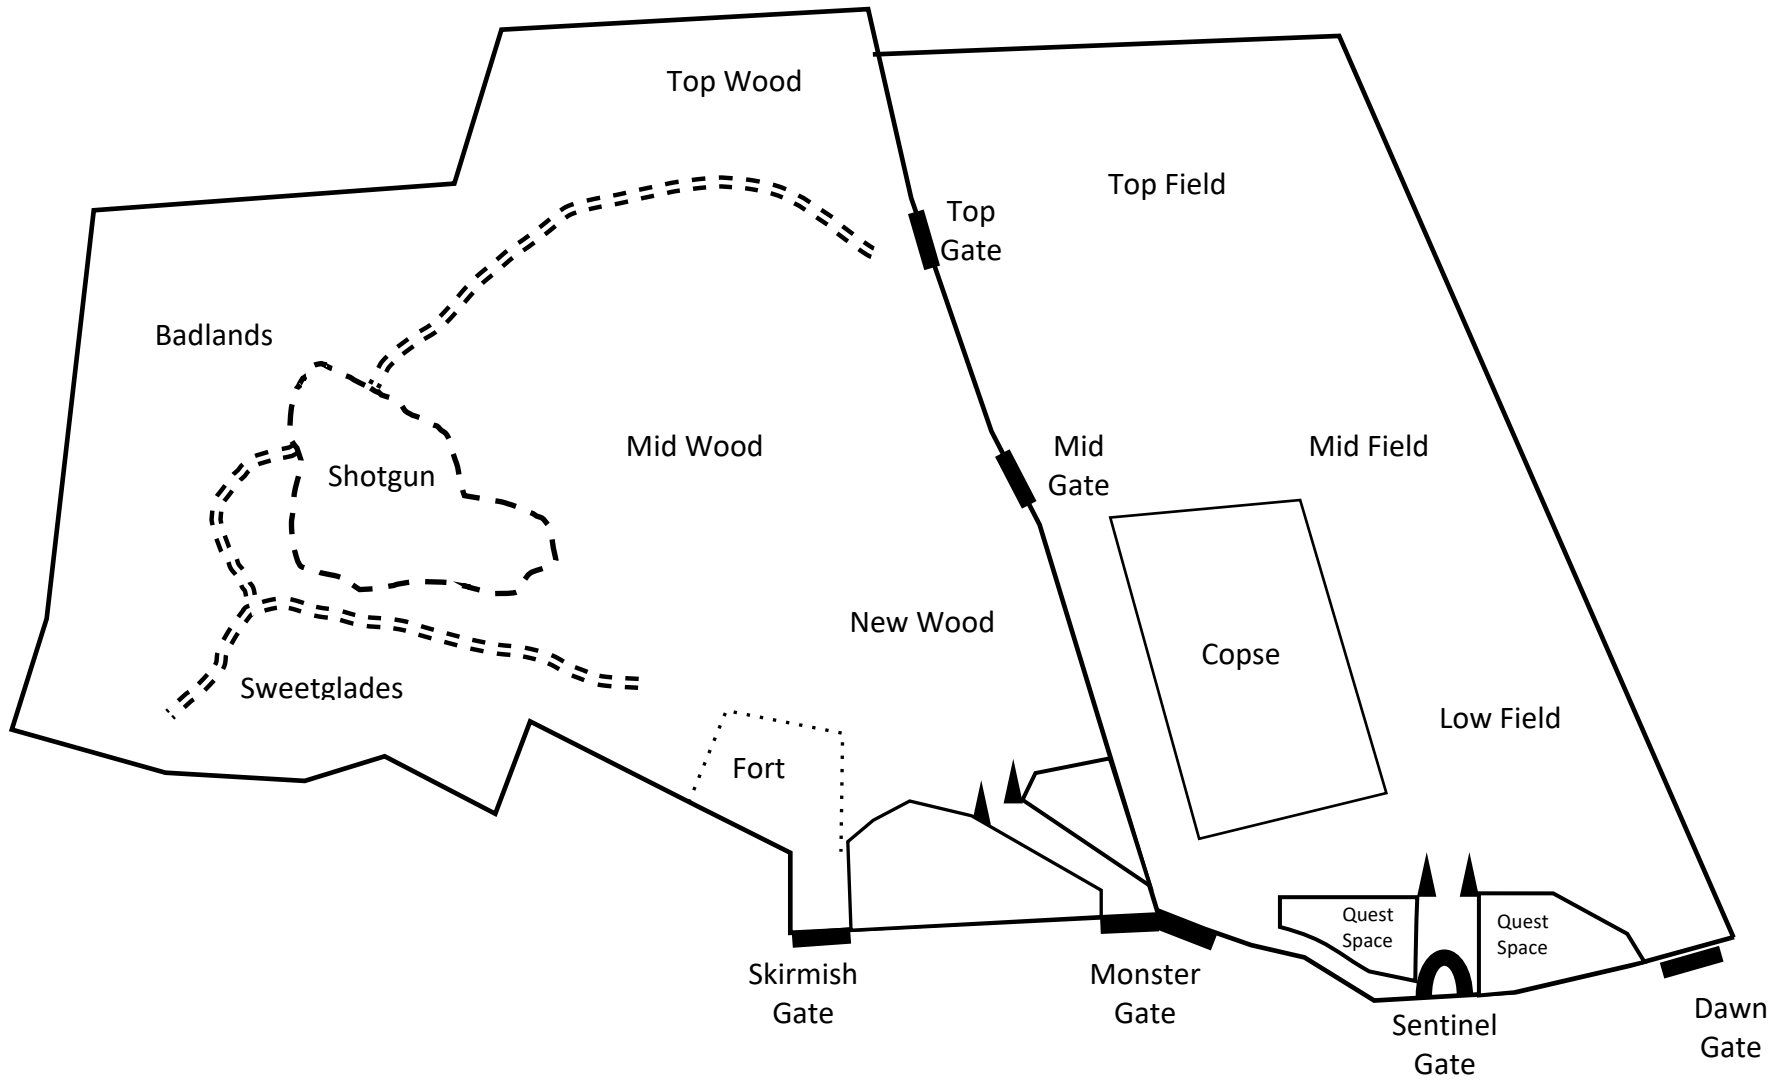 Top Wood
Top Field
Top
Gate
Badlands
Mid Wood
Mid
Gate
Mid Field
Shotgun
New Wood
Copse
Sweetglades
Low Field
Fort
Quest
Space
Quest
Space
Skirmish
Gate
Monster
Gate
Sentinel
Gate
Dawn
Gate